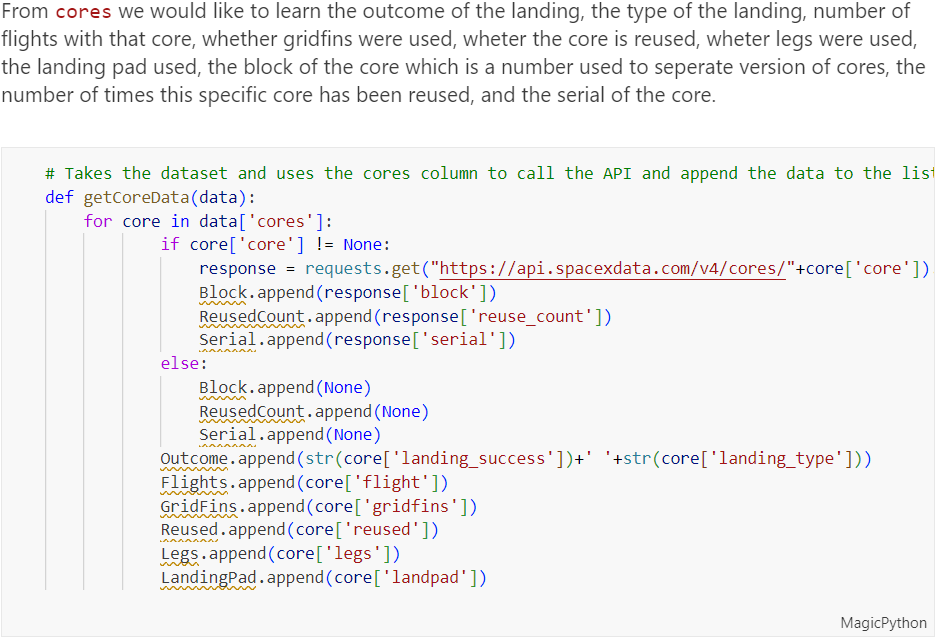 From cores we would like to learn the outcome of the landing, the type of the landing, number of
flights with that core, whether gridfins were used, wheter the core is reused, wheter legs were used,
the landing pad used, the block of the core which is a number used to seperate version of cores, the
number of times this specific core has been reused, and the serial of the core.
# Takes the dataset and uses the cores column to call the API and append the data to the list
def getCoreData(data):
for core in data['cores']:
if core['core'] != None:
response = requests.get("https://api.spacexdata.com/v4/cores/"+core['core'])
Block.append(response['block'])
ReusedCount.append(response['reuse_count'])
Serial.append(response['serial'])
else:
Block.append(None)
ReusedCount.append(None)
Serial.append(None)
Outcome.append(str(core['landing_success'])+' '+str(core['landing_type']))
Flights.append(core['flight'])
GridFins.append(core['gridfins'])
Reused.append(core['reused'])
Legs.append(core['legs'])
LandingPad.append(core['landpad'])
MagicPython